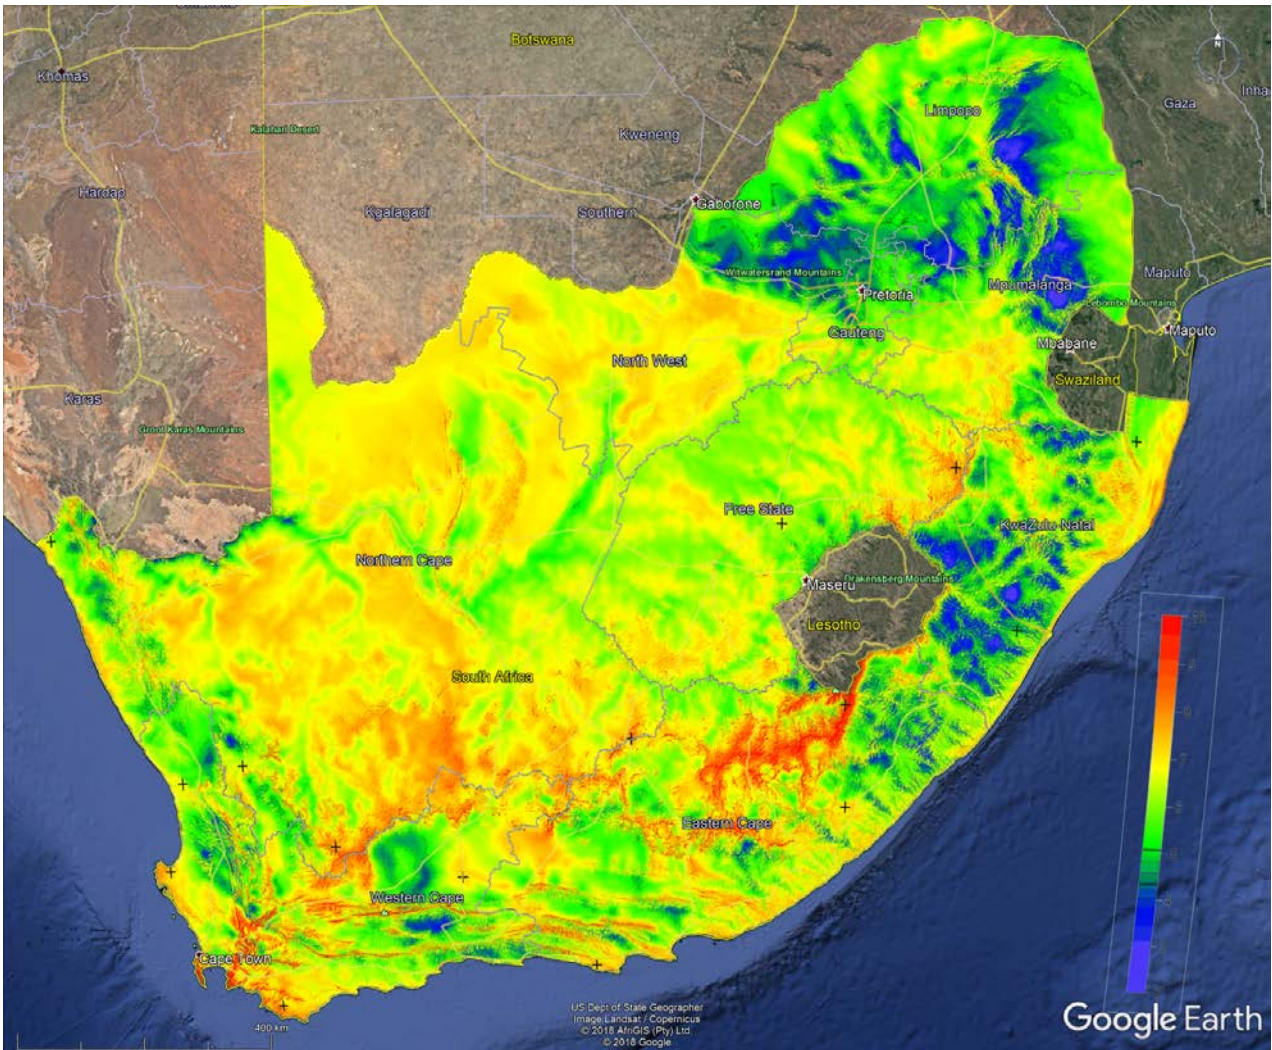 Botswana
Khomas
Inha
Gaza
Limpopo
Kalahari Desert
Kweneng
Hardap
Kgalagadi
Southern
Gaborone
Witwatersrand Mountains
Maputo
Mpumalanga
Pretoria
Lebombo Mountains
Gauteng
Maputo
Mbabane
North West
Swaziland
Karas
Groot Karas Mountains
Free State
KwaZulu-Natal
Northern Cape
Drakensberg Mountains
Maseru
Lesotho
South Africa
Eastern Cape
Western Cape
Cape Town
400 km
US Dept of State Geographer
Image Landsat / Copernicus
© 2018 AfriGIS (Pty) Ltd.
© 2018 Google
Google Earth